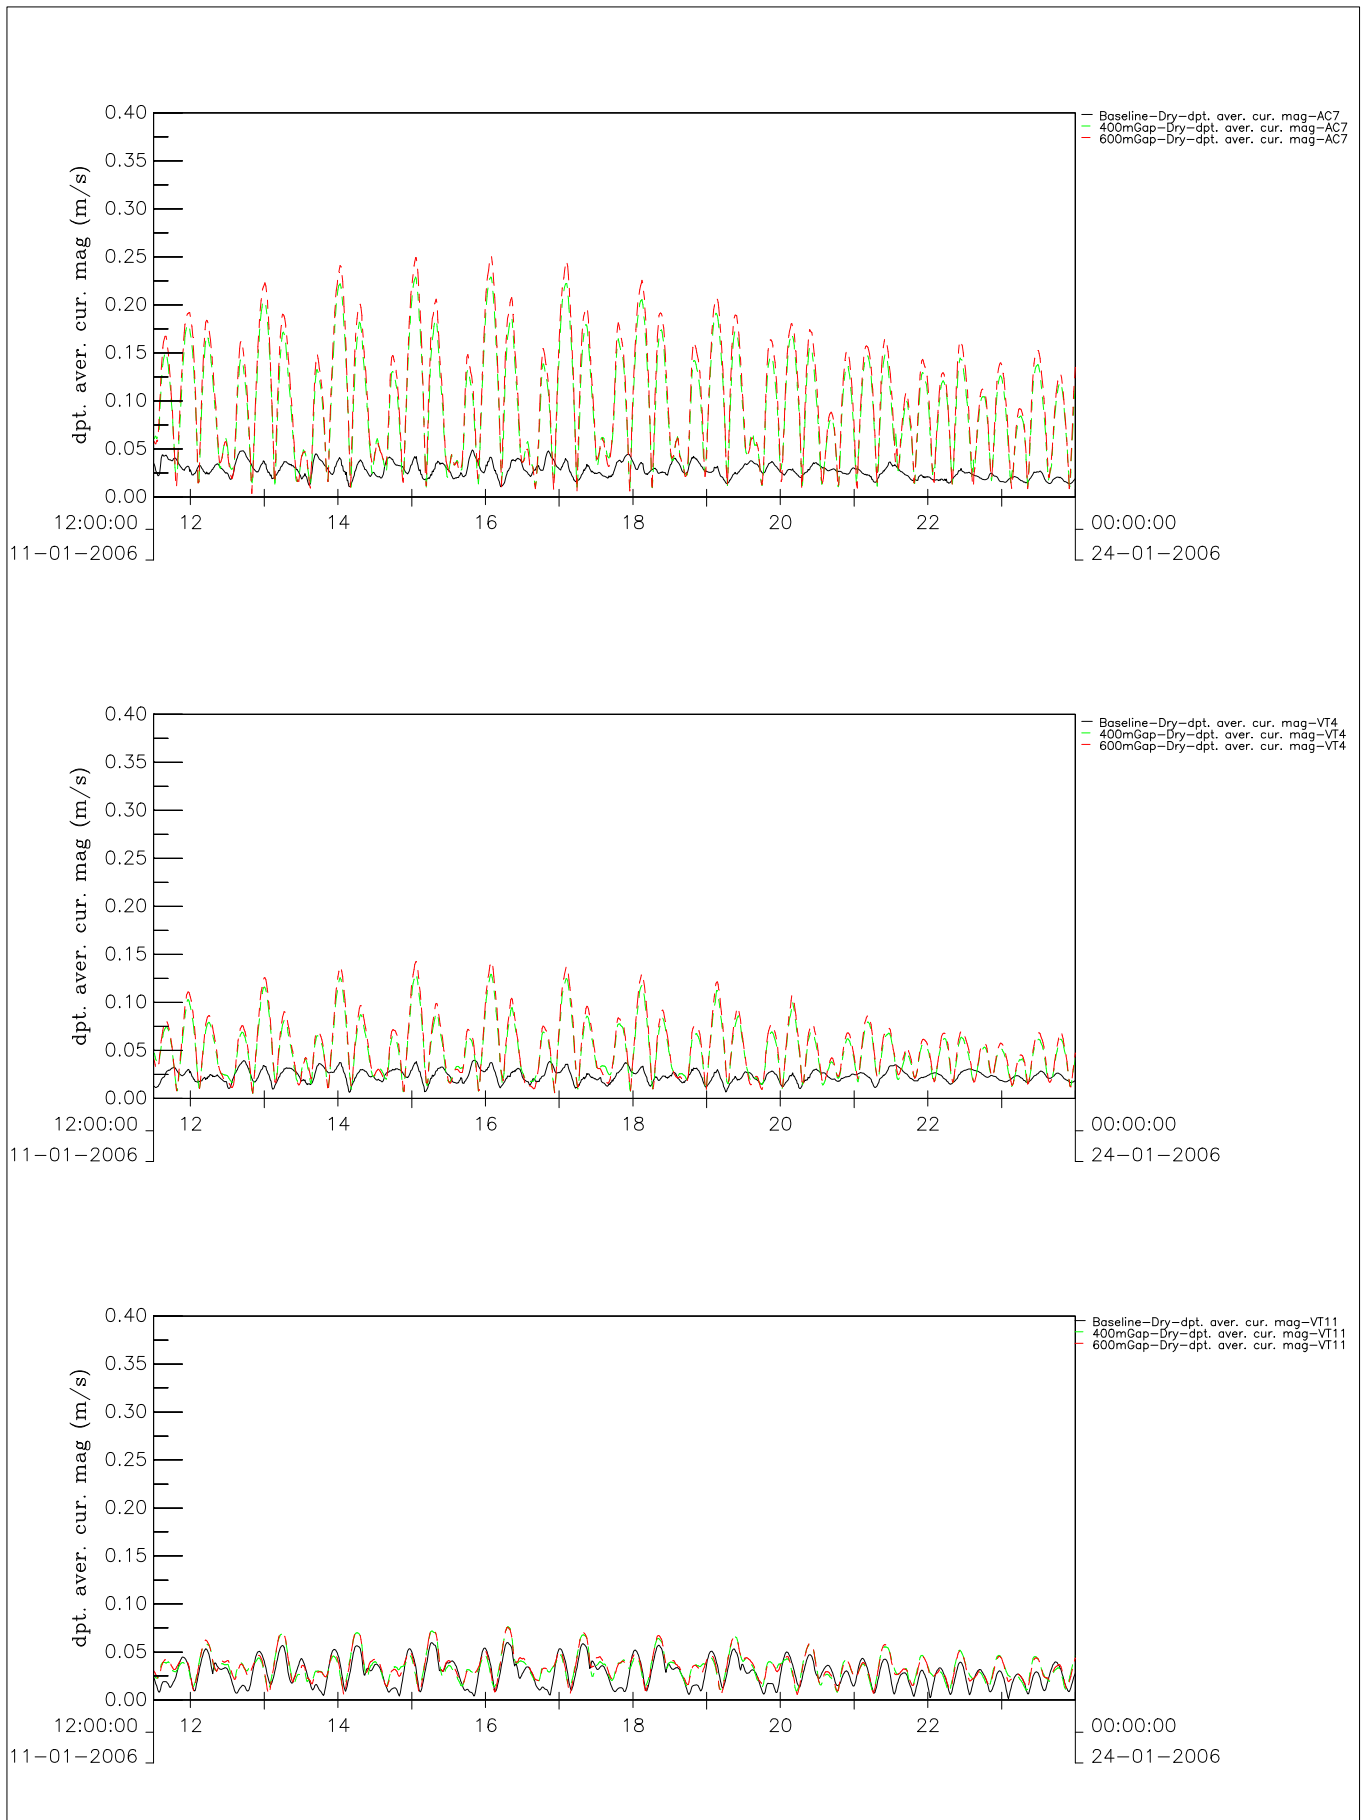 0.40
0.35
0.30
0.25
0.20
0.15
0.10
0.05
0.00
dpt. aver. cur. mag (m/s)
Baseline-Dry-dpt. aver. cur. mag-AC7
400mGap-Dry-dpt. aver. cur. mag-AC7
600mGap-Dry-dpt. aver. cur. mag-AC7
12 14 16 18 20 22
12:00:00 00:00:00
11-01-2006 24-01-2006
0.40
0.35
0.30
0.25
0.20
0.15
0.10
0.05
0.00
dpt. aver. cur. mag (m/s)
Baseline-Dry-dpt. aver. cur. mag-VT4
400mGap-Dry-dpt. aver. cur. mag-VT4
600mGap-Dry-dpt. aver. cur. mag-VT4
12 14 16 18 20 22
12:00:00 00:00:00
11-01-2006 24-01-2006
0.40
0.35
0.30
0.25
0.20
0.15
0.10
0.05
0.00
dpt. aver. cur. mag (m/s)
Baseline-Dry-dpt. aver. cur. mag-VT11
400mGap-Dry-dpt. aver. cur. mag-VT11
600mGap-Dry-dpt. aver. cur. mag-VT11
12 14 16 18 20 22
12:00:00 00:00:00
11-01-2006 24-01-2006